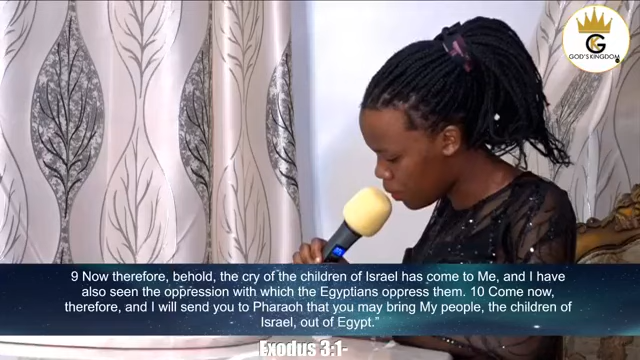 GK
GOD'S KINGDOM
9 Now therefore, behold, the cry of the children of Israel has come to Me, and I have
also seen the oppression with which the Egyptians oppress them. 10 Come now,
therefore, and I will send you to Pharaoh that you may bring My people, the children of
Israel, out of Egypt."
Exodus 3:1-